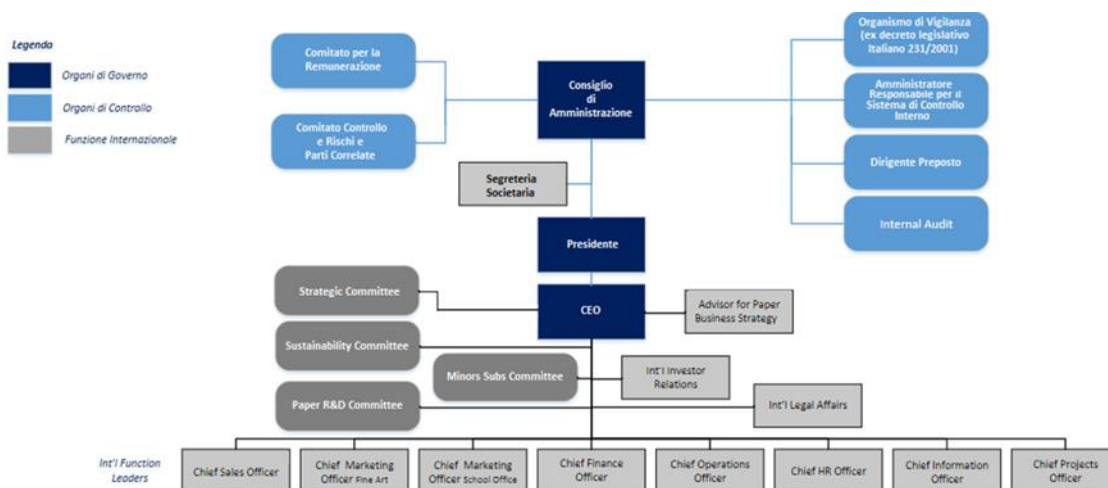 Legenda
Organi di Governo
Organi di Controllo
Funzione Internazionale
Comitato per la
Remunerazione
Comitato Controllo
e Rischi e
Parti Correlate
Consiglio
di
Amministrazione
Organismo di Vigilanza
(ex decreto legislativo
Italiano 231/2001)
Amministratore
Responsabile per il
Sistema di Controllo
Interno
Dirigente Preposto
Internal Audit
Segreteria
Societaria
Presidente
CEO
Strategic Committee
Sustainability Committee
Paper R&D Committee
Minors Subs Committee
Advisor for Paper
Business Strategy
Int'l Investor
Relations
Int'l Legal Affairs
Int'l Function
Leaders
Chief Sales Officer
Chief Marketing
Officer Fine Art
Chief Marketing
Officer School Office
Chief Finance
Officer
Chief Operations
Officer
Chief HR Officer
Chief Information
Officer
Chief Projects
Officer